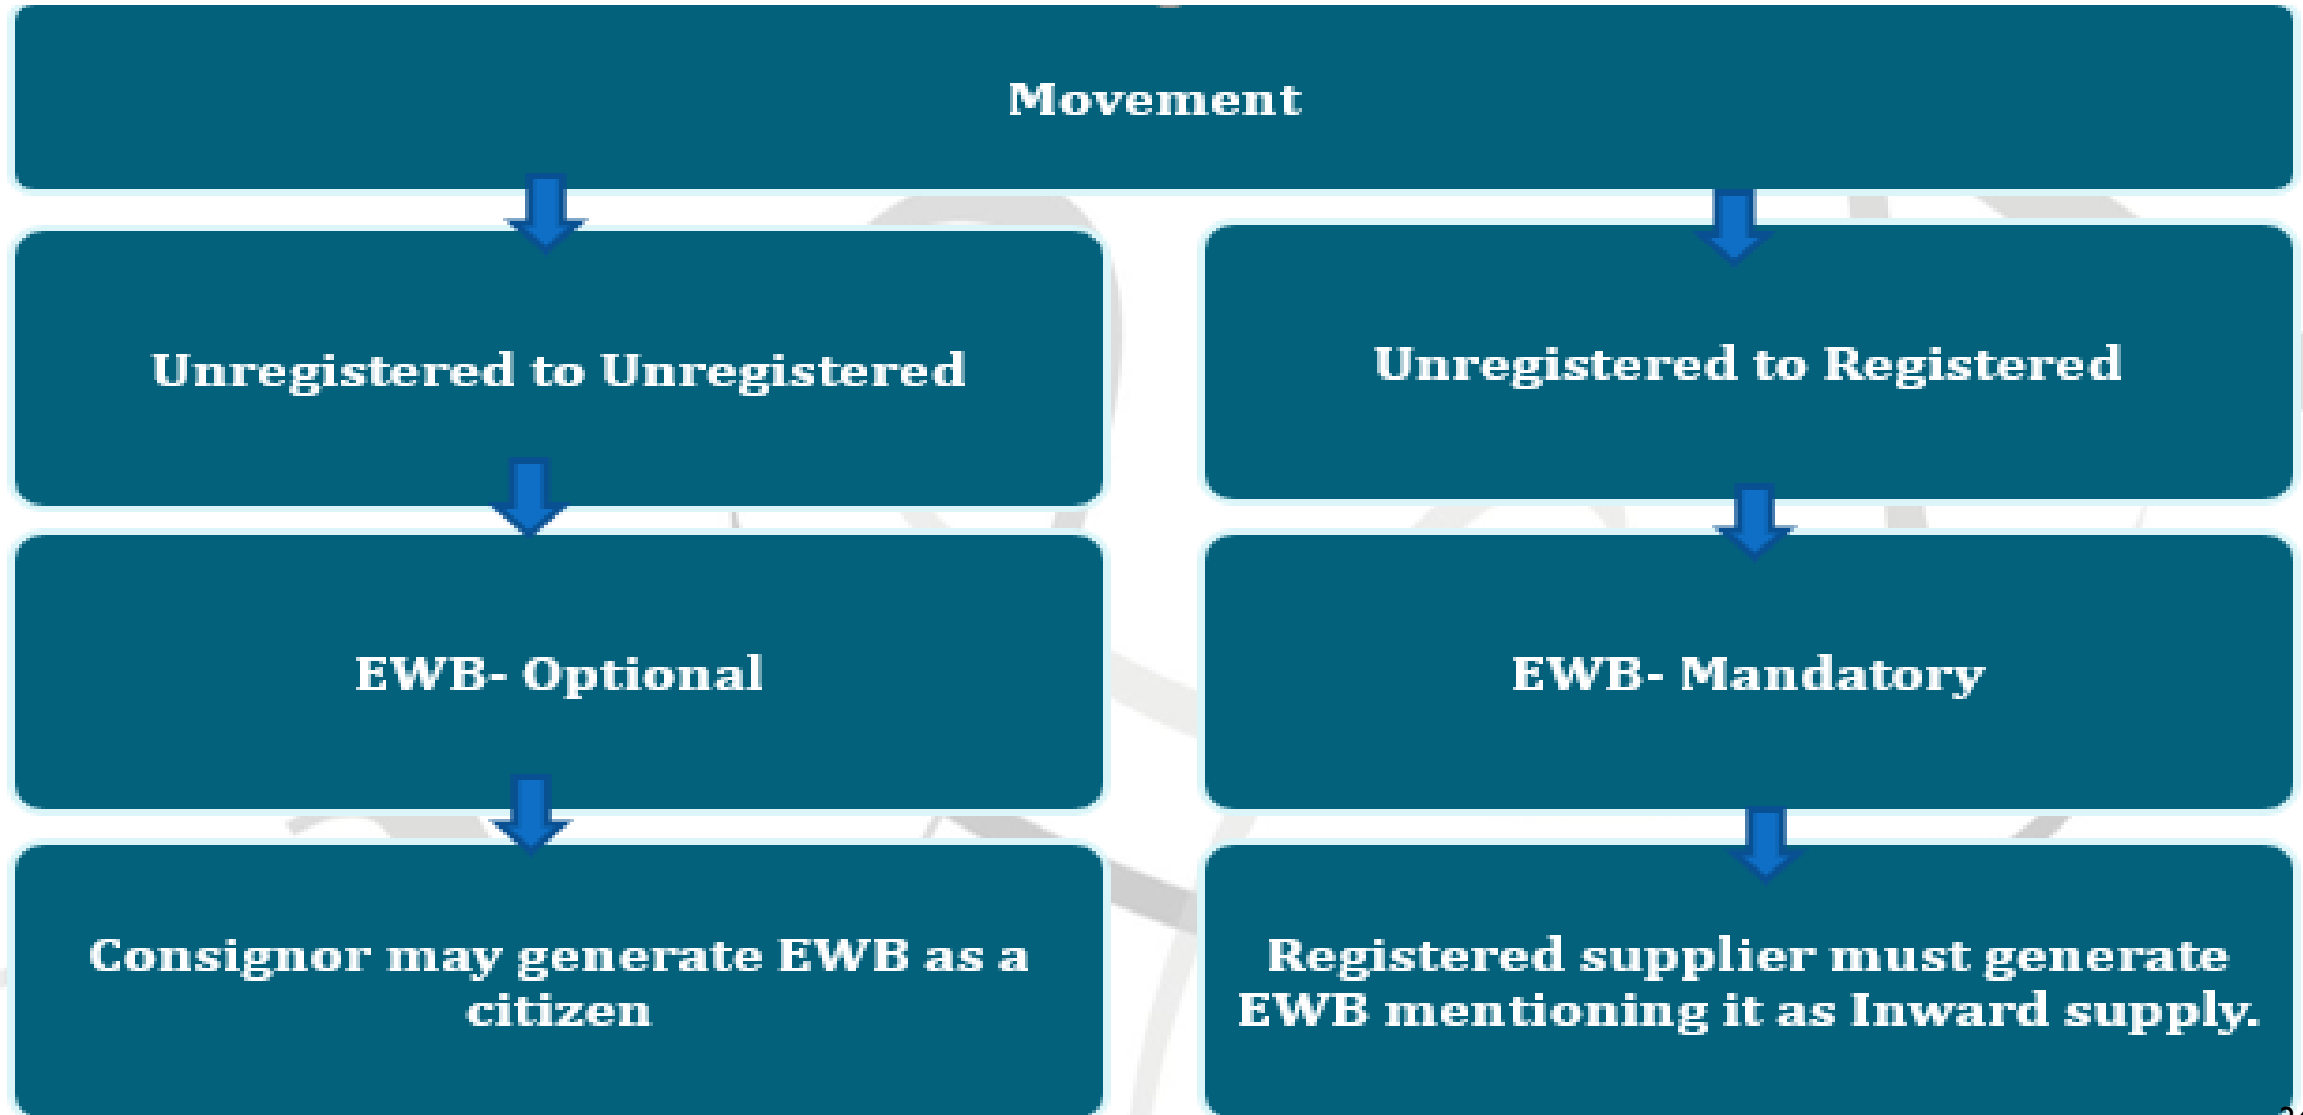 Movement
Unregistered to Unregistered
Unregistered to Registered
EWB- Optional
EWB- Mandatory
Consignor may generate EWB as a
citizen
Registered supplier must generate
EWB mentioning it as Inward supply.